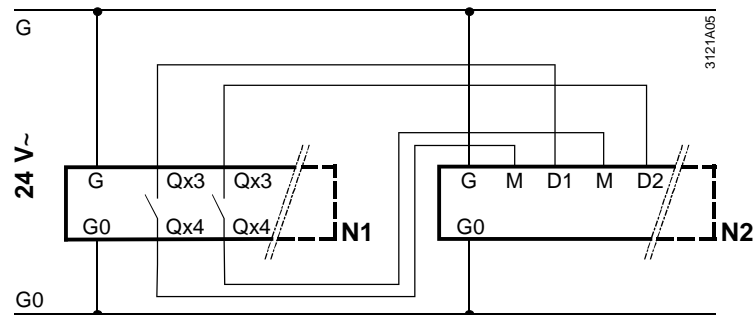 G
3121A05
24 V~
G Qx3 Qx3
G0 Qx4 Qx4
N1
G M D1 M D2
G0
N2
G0